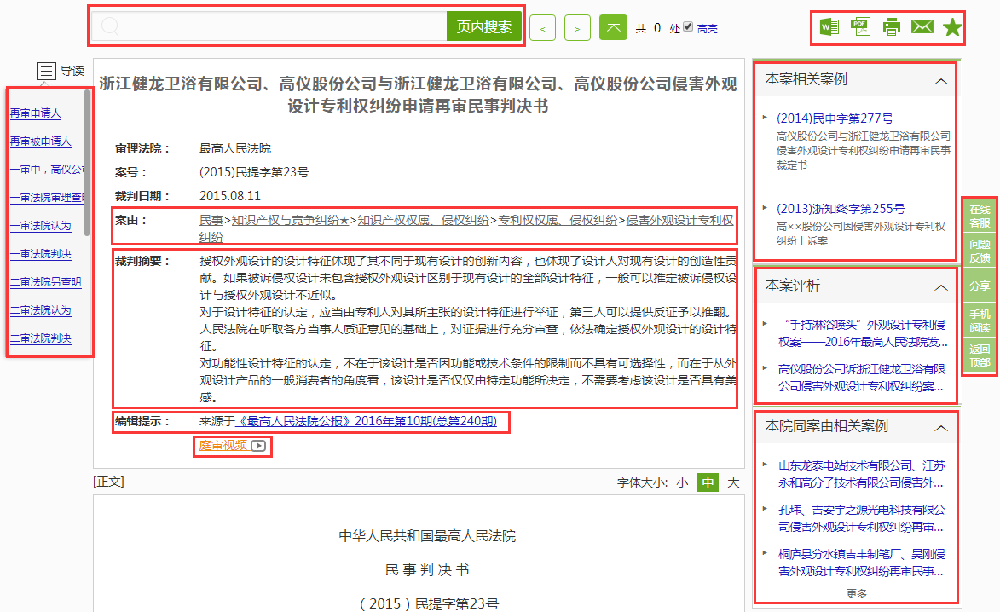 页内搜索
<
>
共 0 处 高亮
导读
再审申请人
再审被申请人
一审中，高仪公司
一审法院审理查明
一审法院认为
一审法院判决
二审法院另查明
二审法院认为
二审法院判决
浙江健龙卫浴有限公司、高仪股份公司与浙江健龙卫浴有限公司、高仪股份公司侵害外观
设计专利权纠纷申请再审民事判决书
审理法院： 最高人民法院
案号： (2015)民提字第23号
裁判日期： 2015.08.11
案由： 民事>知识产权与竞争纠纷★>知识产权权属、侵权纠纷>专利权权属、侵权纠纷>侵害外观设计专利权
纠纷
裁判摘要： 授权外观设计的设计特征体现了其不同于现有设计的创新内容，也体现了设计人对现有设计的创造性贡
献。如果被诉侵权设计未包含授权外观设计区别于现有设计的全部设计特征，一般可以推定被诉侵权设
计与授权外观设计不近似。
对于设计特征的认定，应当由专利权人对其所主张的设计特征进行举证，第三人可以提供反证予以推翻。
人民法院在听取各方当事人质证意见的基础上，对证据进行充分审查，依法确定授权外观设计的设计特
征。
对功能性设计特征的认定，不在于该设计是否因功能或技术条件的限制而不具有可选择性，而在于从外
观设计产品的一般消费者的角度看，该设计是否仅仅由特定功能所决定，不需要考虑该设计是否具有美
感。
编辑提示： 来源于《最高人民法院公报》2016年第10期(总第240期)
庭审视频
[正文]
字体大小: 小 中 大
中华人民共和国最高人民法院
民 事 判 决 书
（2015）民提字第23号
W
PDF
本案相关案例
(2014)民申字第277号
高仪股份公司与浙江健龙卫浴有限公司
侵害外观设计专利权纠纷申请再审民事
裁定书
(2013)浙知终字第255号
高××股份公司因侵害外观设计专利权
纠纷上诉案
本案评析
“手持淋浴喷头”外观设计专利侵
权案——2016年最高人民法院发...
高仪股份公司诉浙江健龙卫浴有限
公司侵害外观设计专利权纠纷案...
本院同案由相关案例
山东龙泰电站技术有限公司、江苏
永和高分子技术有限公司侵害外...
孔玮、吉安宇之源光电科技有限公
司侵害外观设计专利权纠纷再审...
桐庐县分水镇吉丰制笔厂、吴刚侵
害外观设计专利权纠纷再审民事...
更多
在线
客服
问题
反馈
分享
手机
阅读
返回
顶部